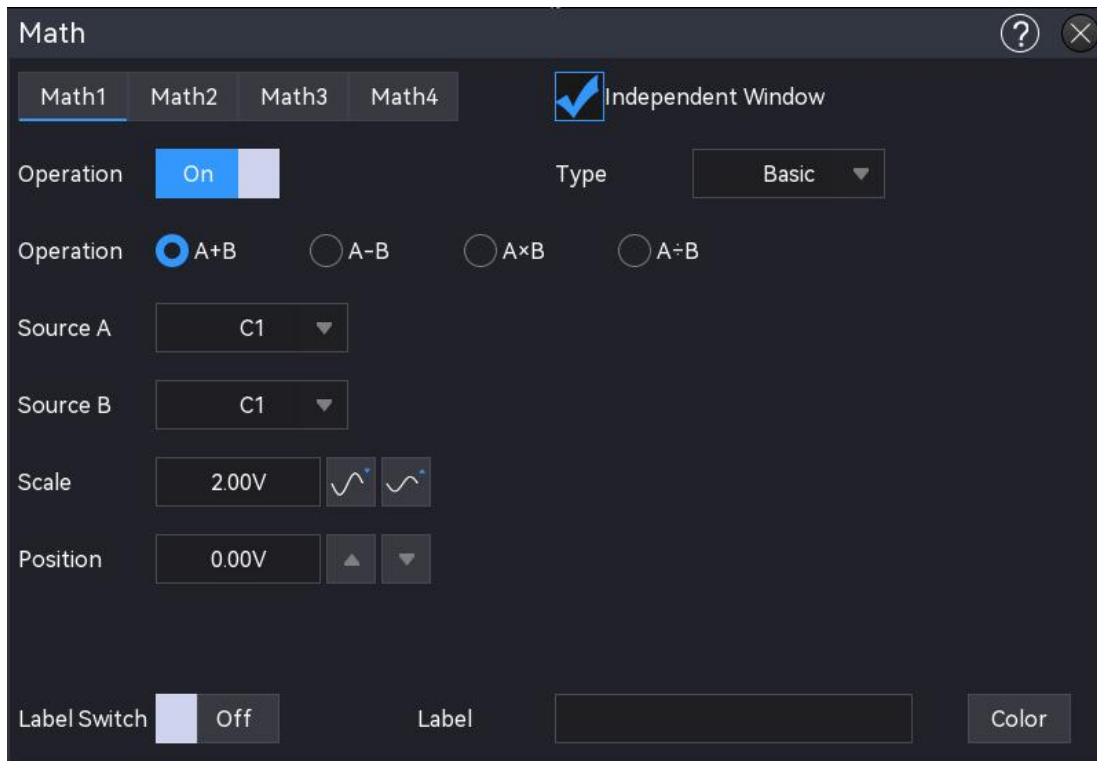 Math ?
Math1 Math2 Math3 Math4 Independent Window
Operation On Type Basic
Operation A+B A-B A×B A÷B
Source A C1
Source B C1
Scale 2.00V
Position 0.00V
Label Switch Off Label Color